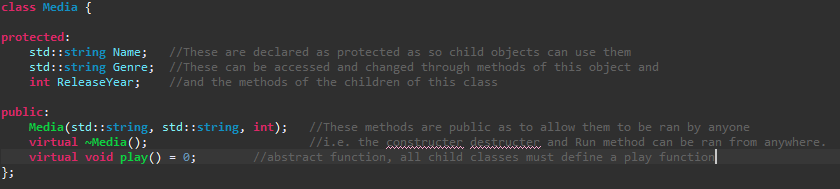 class Media {
protected:
std::string Name; //These are declared as protected as so child objects can use them
std::string Genre; //These can be accessed and changed through methods of this object and
int ReleaseYear; //and the methods of the children of this class
public:
Media(std::string, std::string, int); //These methods are public as to allow them to be ran by anyone
virtual ~Media(); //i.e. the constructer destructer and Run method can be ran from anywhere.
virtual void play() = 0; //abstract function, all child classes must define a play function
};